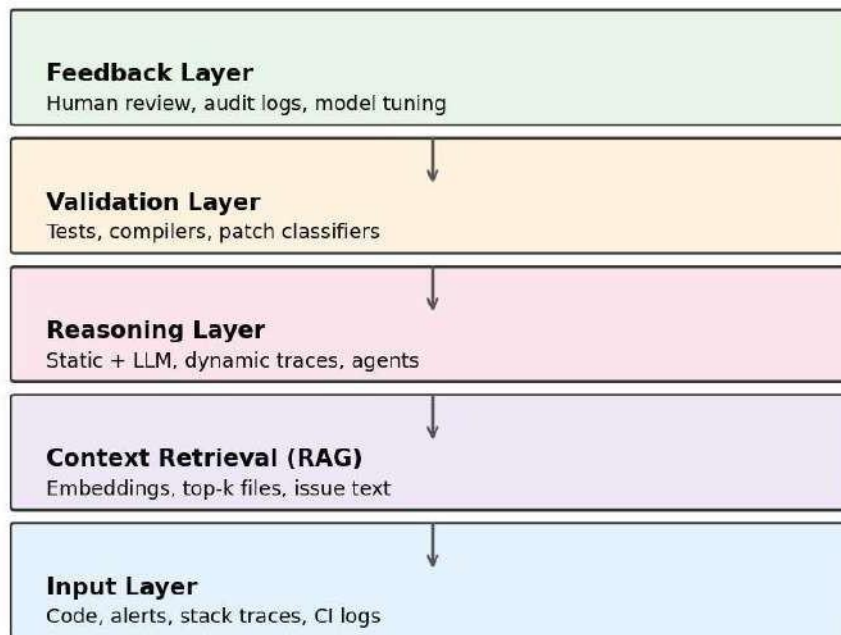 Feedback Layer
Human review, audit logs, model tuning
Validation Layer
Tests, compilers, patch classifiers
Reasoning Layer
Static + LLM, dynamic traces, agents
Context Retrieval (RAG)
Embeddings, top-k files, issue text
Input Layer
Code, alerts, stack traces, CI logs